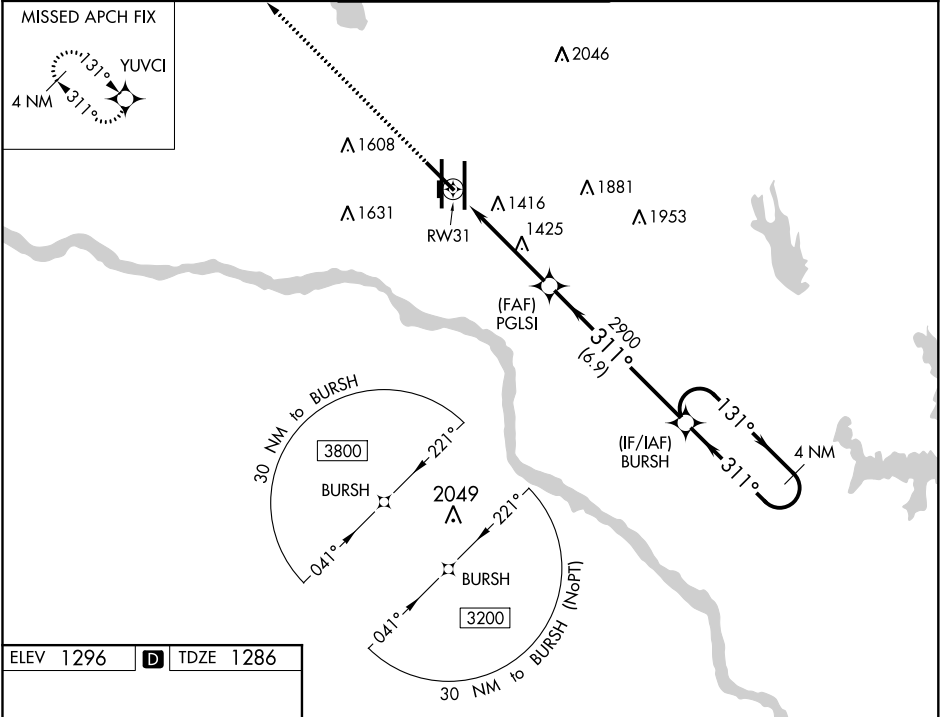 MISSED APCH FIX
YUVCI
131°
311°
4 NM
2046
1608
1631
RW31
1416
1425
1881
1953
(FAF)
PGLSI
2900
311°
(6.9)
(IF/IAF)
BURSH
131°
311°
4 NM
30 NM to BURSH
3800
221°
BURSH
041°
2049
221°
BURSH
041°
3200
30 NM to BURSH (NoPT)
ELEV 1296 D TDZE 1286